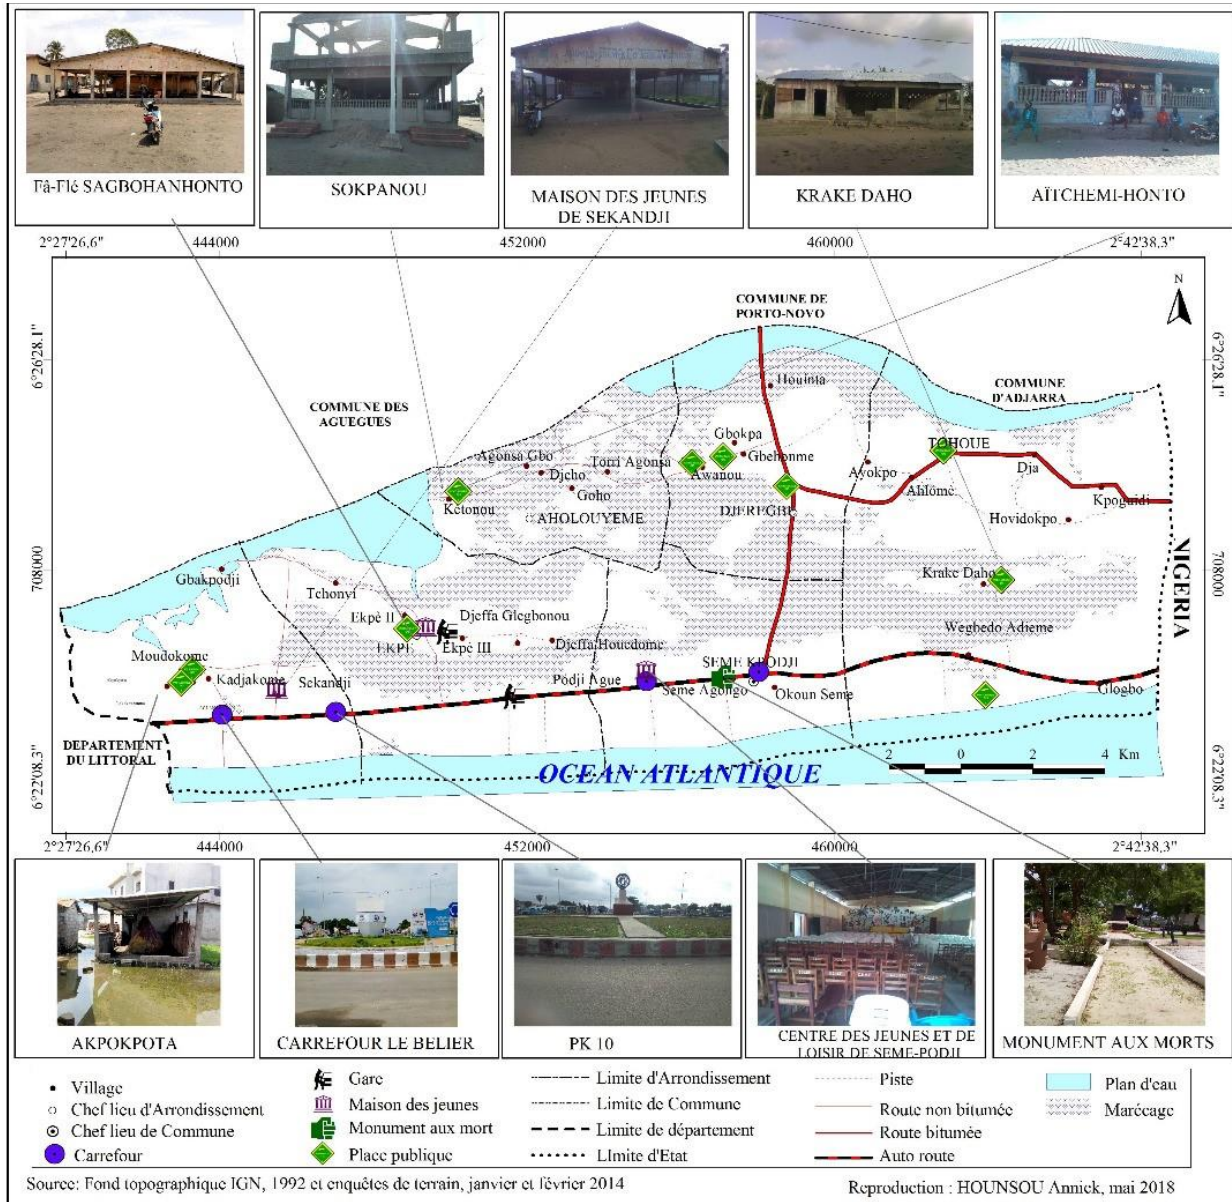 Fâ-Flé SAGBOHANHONTO
SOKPANOU
MAISON DES JEUNES
DE SEKANDJI
KRAKE DAHO
AÏTCHEMI-HONTO
2°27'26,6"
444000
452000
460000
2°42'38,3"
N
COMMUNE DE
PORTO-NOVO
6°26'28.1"
6°26'28.1"
Houinta
COMMUNE
D'ADJARRA
COMMUNE DES
AGUEGUES
Gbokpa
TOHOUE
Agonsa Gbo
Torri Agonsa
Gbehonme
Djeho
Awanou
Ayokpo
Dja
Goho
Ahlomè
Kpoguidi
Kétonou
AHOLOUYEME
DJEREGBE
Hovidokpo
708000
708000
Gbakpodji
Tchonvi
Krake Daho
NIGERIA
Ekpè II
Djeffa Glegbonou
EKPE
Ekpè III
Djeffa Houedome
Wegbedo Adieme
Moudokome
SEME KPODJI
Kadjakome
Sekandji
Podji Ague
Seme Agongo
Okoun Seme
Glogbo
DEPARTEMENT
DU LITTORAL
2 0 2 4 Km
OCEAN ATLANTIQUE
6°22'08.3"
6°22'08.3"
2°27'26,6"
444000
452000
460000
2°42'38,3"
AKPOKPOTA
CARREFOUR LE BELIER
PK 10
CENTRE DES JEUNES ET DE
LOISIR DE SEME-PODJI
MONUMENT AUX MORTS
Village
Chef lieu d'Arrondissement
Chef lieu de Commune
Carrefour
Gare
Maison des jeunes
Monument aux mort
Place publique
Limite d'Arrondissement
Limite de Commune
Limite de département
LImite d'Etat
Piste
Route non bitumée
Route bitumée
Auto route
Plan d'eau
Marécage
Source: Fond topographique IGN, 1992 et enquêtes de terrain, janvier et février 2014
Reproduction : HOUNSOU Annick, mai 2018